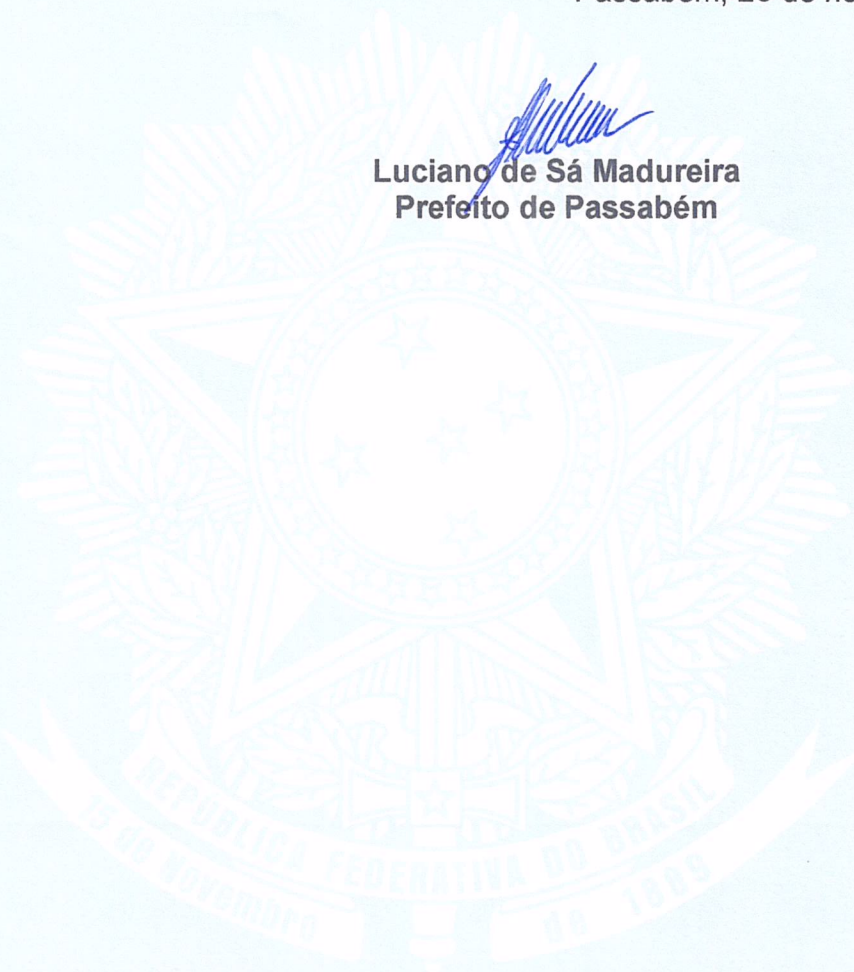 Luciano de Sá Madureira
Prefeito de Passabém
REPÚBLICA FEDERATIVA DO BRASIL
15 de Novembro de 1889